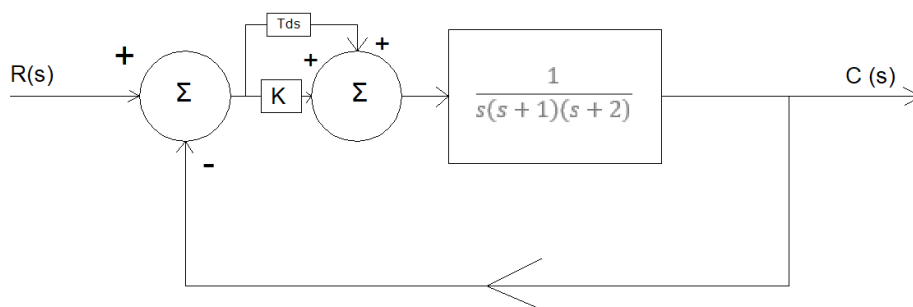 Tds
+
+
+
R(s)
Σ
K
Σ
1
s(s + 1)(s + 2)
C (s)
-